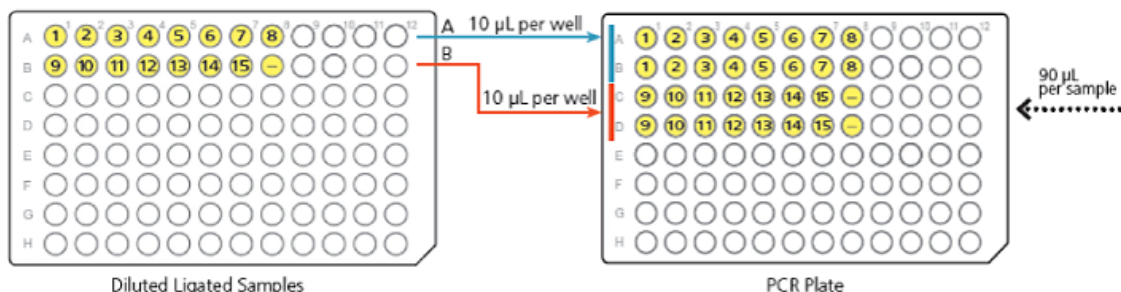 1 2 3 4 5 6 7 8 9 10 11 12
A 1 2 3 4 5 6 7 8
B 9 10 11 12 13 14 15 –
C
D
E
F
G
H
Diluted Ligated Samples
A 10 µL per well
B
10 µL per well
1 2 3 4 5 6 7 8 9 10 11 12
A 1 2 3 4 5 6 7 8
B 1 2 3 4 5 6 7 8
C 9 10 11 12 13 14 15 –
D 9 10 11 12 13 14 15 –
E
F
G
H
PCR Plate
90 µL
per sample